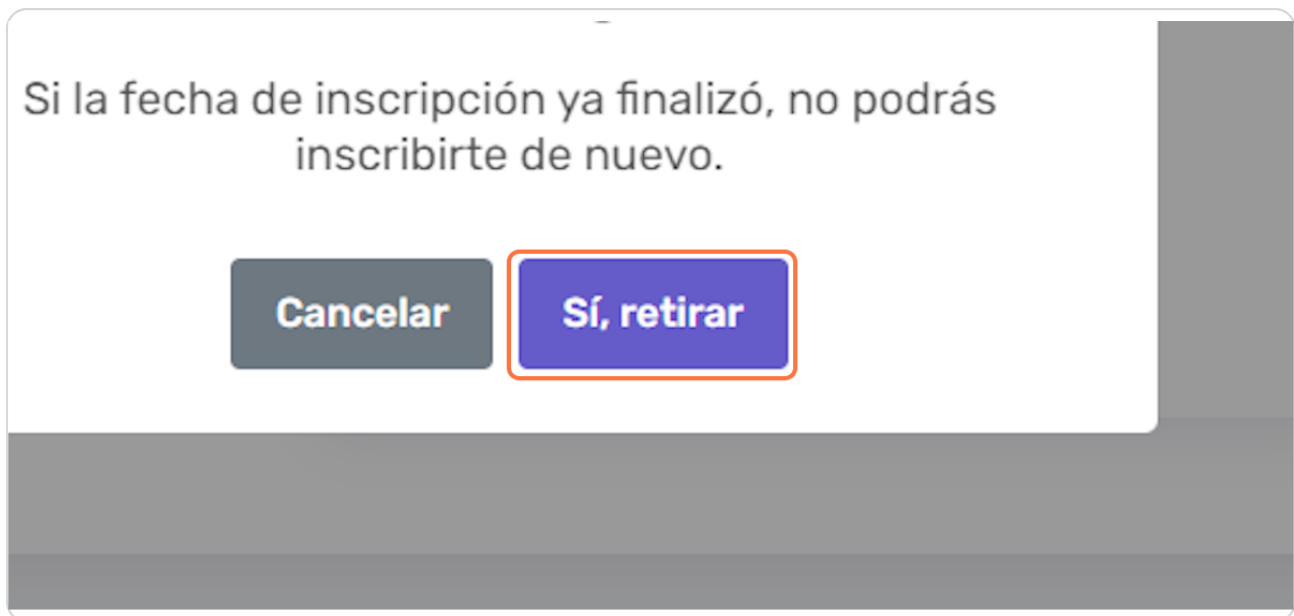 Si la fecha de inscripción ya finalizó, no podrás
inscribirte de nuevo.
Cancelar
Sí, retirar